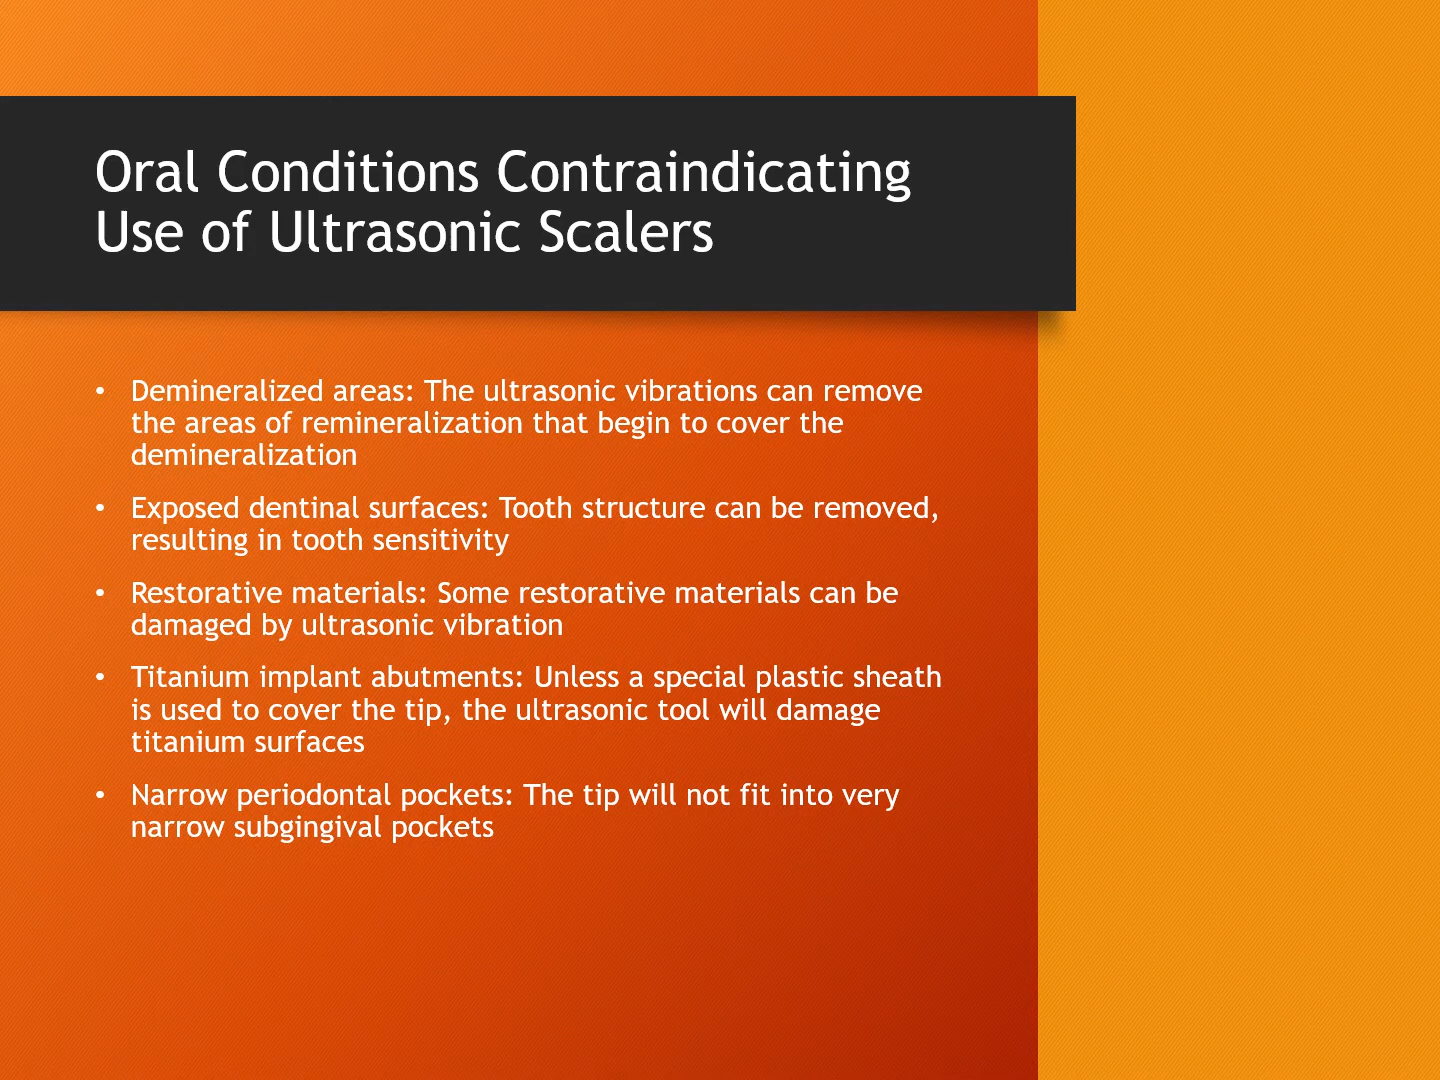 Oral Conditions Contraindicating
Use of Ultrasonic Scalers
• Demineralized areas: The ultrasonic vibrations can remove
the areas of remineralization that begin to cover the
demineralization
• Exposed dentinal surfaces: Tooth structure can be removed,
resulting in tooth sensitivity
• Restorative materials: Some restorative materials can be
damaged by ultrasonic vibration
• Titanium implant abutments: Unless a special plastic sheath
is used to cover the tip, the ultrasonic tool will damage
titanium surfaces
• Narrow periodontal pockets: The tip will not fit into very
narrow subgingival pockets